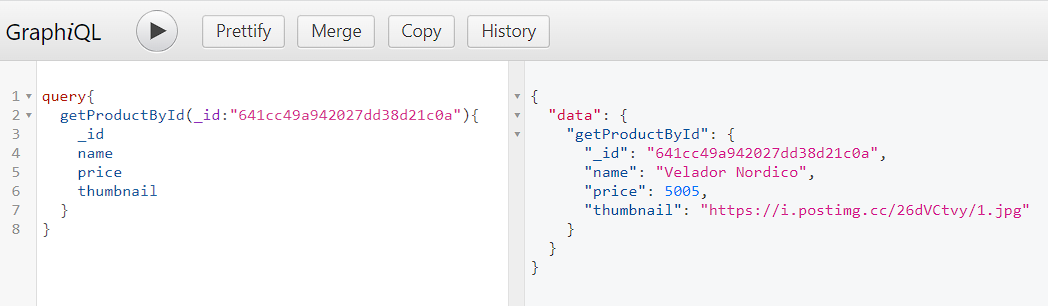 GraphiQL Prettify Merge Copy History
1 query{
2 getProductById(_id:"641cc49a942027dd38d21c0a"){
3 _id
4 name
5 price
6 thumbnail
7 }
8 }
{
"data": {
"getProductById": {
"_id": "641cc49a942027dd38d21c0a",
"name": "Velador Nordico",
"price": 5005,
"thumbnail": "https://i.postimg.cc/26dVCtvy/1.jpg"
}
}
}